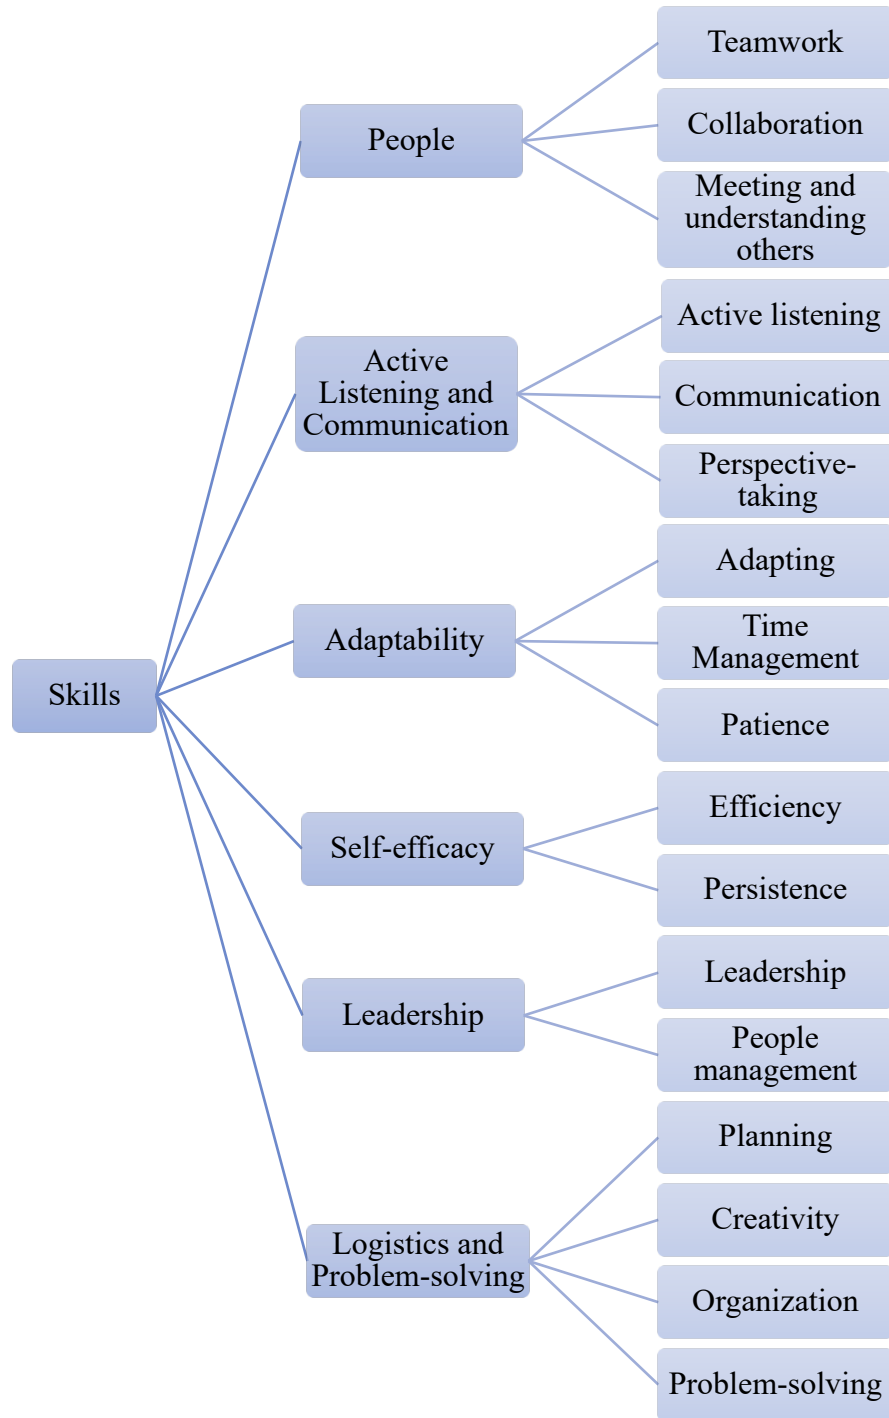 Skills
People
Teamwork
Collaboration
Meeting and
understanding
others
Active
Listening and
Communication
Active listening
Communication
Perspective-
taking
Adaptability
Adapting
Time
Management
Patience
Self-efficacy
Efficiency
Persistence
Leadership
Leadership
People
management
Logistics and
Problem-solving
Planning
Creativity
Organization
Problem-solving